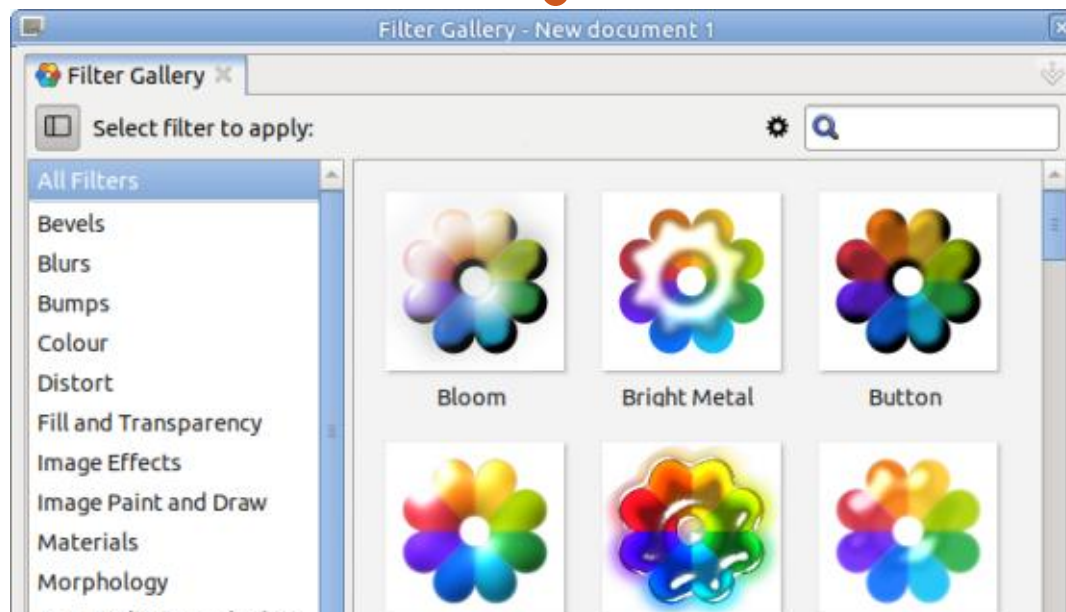 Filter Gallery - New document 1
Filter Gallery
Select filter to apply:
All Filters
Bevels
Blurs
Bumps
Colour
Distort
Fill and Transparency
Image Effects
Image Paint and Draw
Materials
Morphology
Bloom
Bright Metal
Button